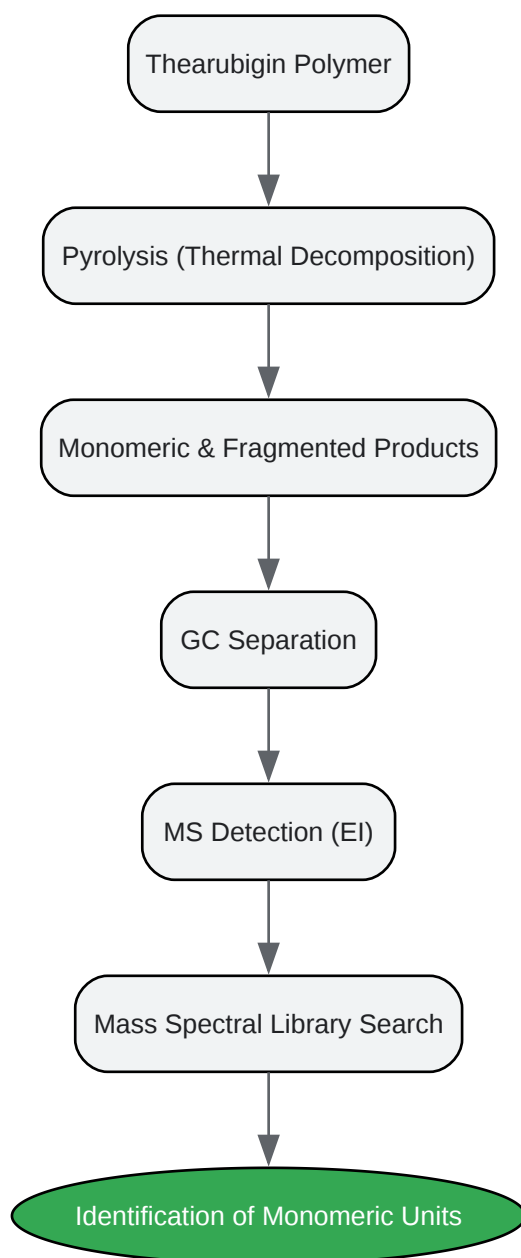 Thearubigin Polymer
Pyrolysis (Thermal Decomposition)
Monomeric & Fragmented Products
GC Separation
MS Detection (EI)
Mass Spectral Library Search
Identification of Monomeric Units